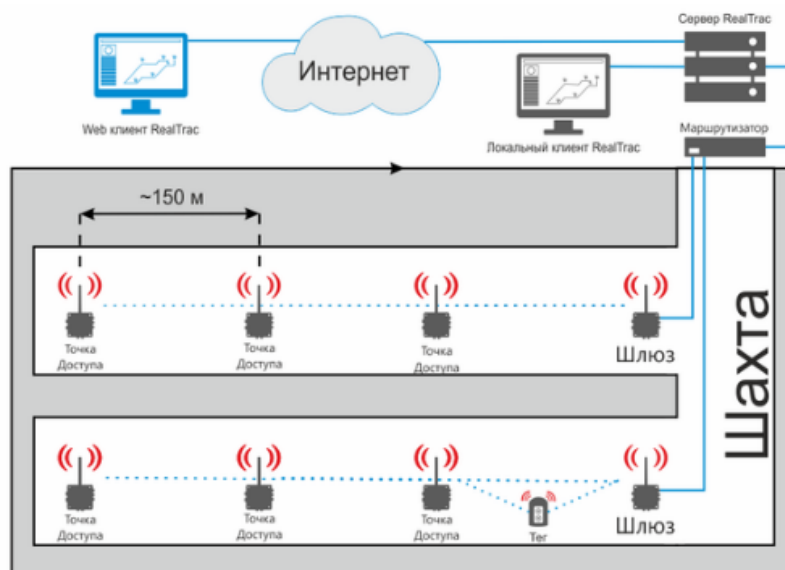 Сервер RealTrac
Интернет
Web клиент RealTrac
Локальный клиент RealTrac
Маршрутизатор
~150 м
Точка
Доступа
Точка
Доступа
Точка
Доступа
Шлюз
Шахта
Точка
Доступа
Точка
Доступа
Точка
Доступа
Тег
Шлюз